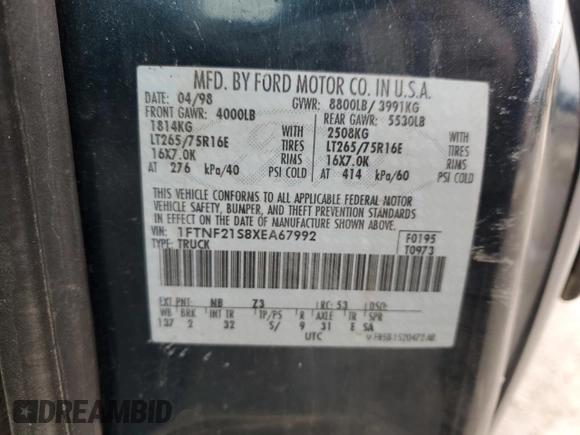 MFD. BY FORD MOTOR CO. IN U.S.A.
DATE: 04/98 GVWR: 8800LB/ 3991KG
FRONT GAWR: 4000LB REAR GAWR: 5530LB
1814KG WITH 2508KG WITH
LT265/75R16E TIRES LT265/75R16E TIRES
16X7.0K RIMS 16X7.0K RIMS
AT 276 kPa/40 PSI COLD AT 414 kPa/60 PSI COLD
THIS VEHICLE CONFORMS TO ALL APPLICABLE FEDERAL MOTOR
VEHICLE SAFETY, BUMPER, AND THEFT PREVENTION STANDARDS
IN EFFECT ON THE DATE OF MANUFACTURE SHOWN ABOVE.
VIN: 1FTNF21S8XEA67992 F0195
TYPE: TRUCK T0973
EXT PNT: NB Z3 RC: 53 DSO:
WB BRK INT TR TP/PS R AXLE TR SPR
137 2 32 S/ 9 31 E SA
UTC
DREAMBID